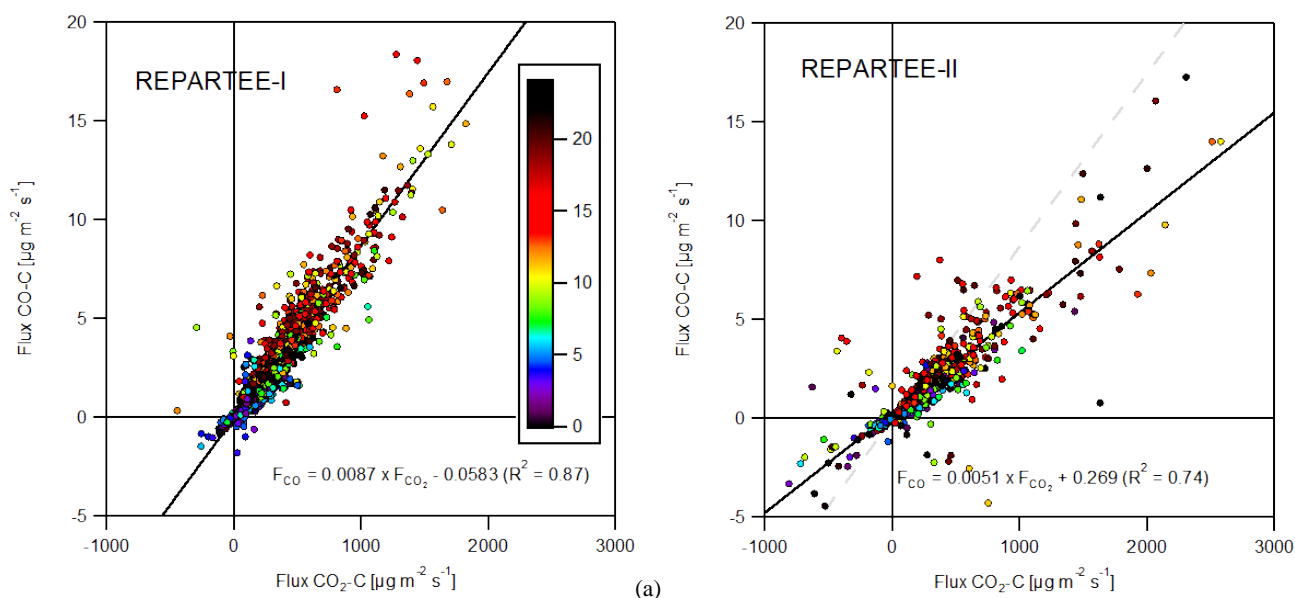 REPARTEE-I
20
15
10
5
0
-5
Flux CO-C [µg m⁻² s⁻¹]
20
15
10
5
0
F_CO = 0.0087 x F_CO₂ - 0.0583 (R² = 0.87)
-1000 0 1000 2000 3000
Flux CO₂-C [µg m⁻² s⁻¹]
(a)
REPARTEE-II
20
15
10
5
0
-5
Flux CO-C [µg m⁻² s⁻¹]
F_CO = 0.0051 x F_CO₂ + 0.269 (R² = 0.74)
-1000 0 1000 2000 3000
Flux CO₂-C [µg m⁻² s⁻¹]